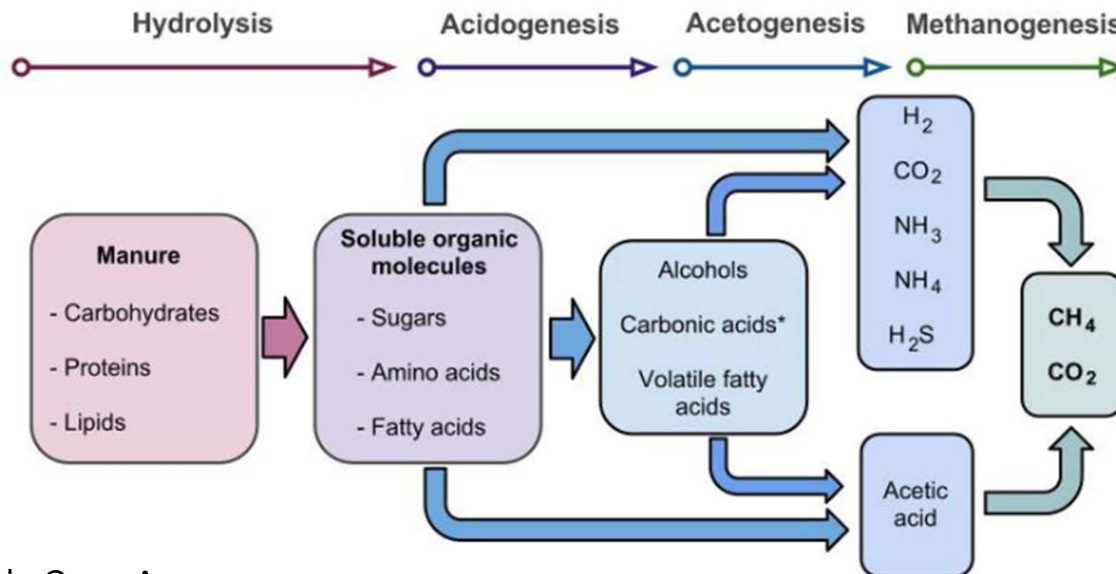 Hydrolysis
Acidogenesis
Acetogenesis
Methanogenesis
Manure
- Carbohydrates
- Proteins
- Lipids
Soluble organic
molecules
- Sugars
- Amino acids
- Fatty acids
Alcohols
Carbonic acids*
Volatile fatty
acids
H2
CO2
NH3
NH4
H2S
Acetic
acid
CH4
CO2